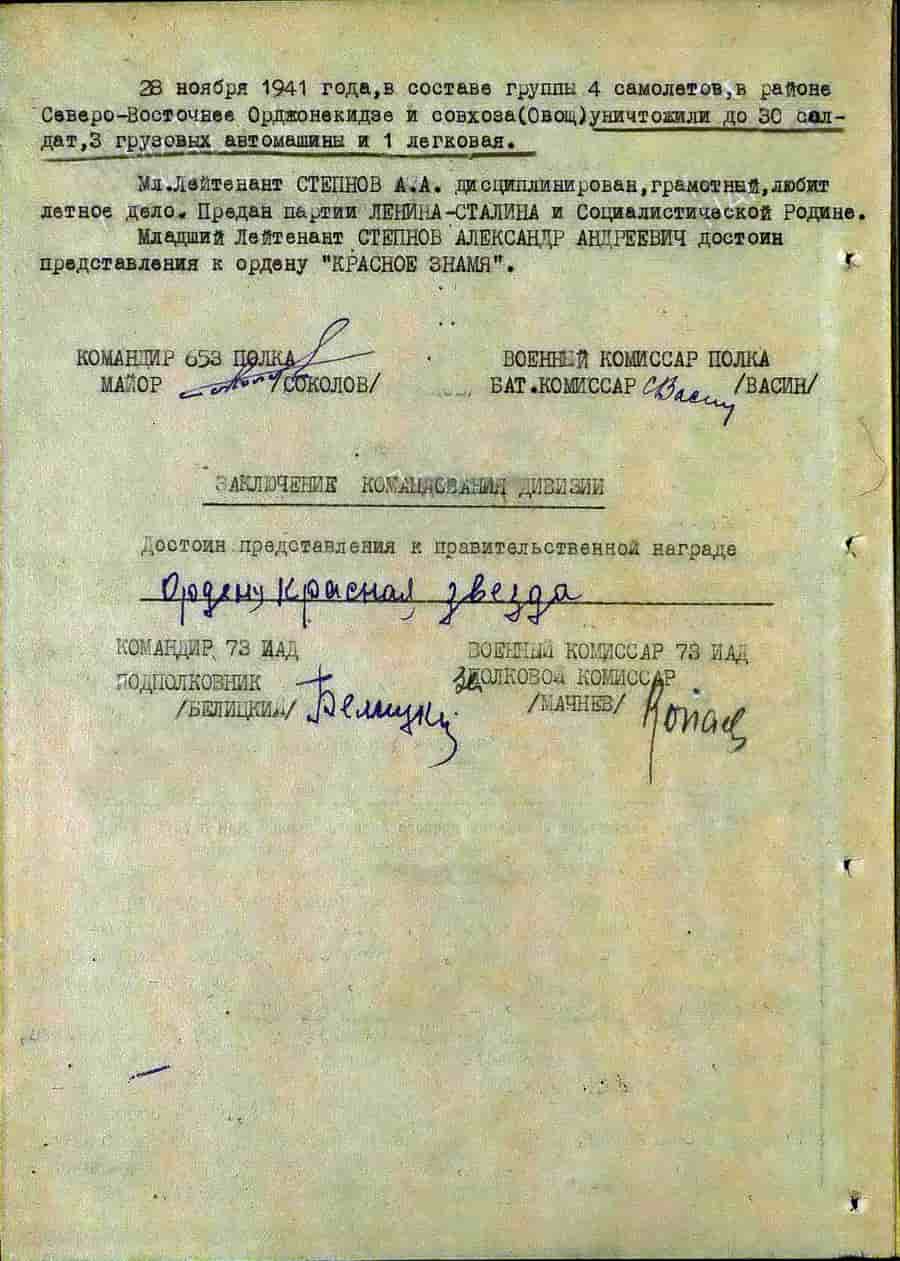 28 ноября 1941 года,в составе группы 4 самолетов,в районе
Северо-Восточнее Орджонекидзе и совхоза(Овощ)уничтожили до 30 сол-
дат,3 грузовых автомашины и 1 легковая.
Мл.Лейтенант СТЕПНОВ А.А. дисциплинирован,грамотный,любит
летное дело. Предан партии ЛЕНИНА-СТАЛИНА и Социалистической Родине.
Младший Лейтенант СТЕПНОВ АЛЕКСАНДР АНДРЕЕВИЧ достоин
представления к ордену "КРАСНОЕ ЗНАМЯ".
КОМАНДИР 653 ПОЛКА
МАЙОР Соколов /СОКОЛОВ/
ВОЕННЫЙ КОМИССАР ПОЛКА
БАТ.КОМИССАР СВасин /ВАСИН/
ЗАКЛЮЧЕНИЕ КОМАНДОВАНИЯ ДИВИЗИИ
Достоин представления к правительственной награде
Ордену Красная звезда
КОМАНДИР 73 ИАД
ПОДПОЛКОВНИК
/БЕЛИЦКИЙ/ Белицкий
ВОЕННЫЙ КОМИССАР 73 ИАД
ПОЛКОВОЙ КОМИССАР
/МАЧНЕВ/